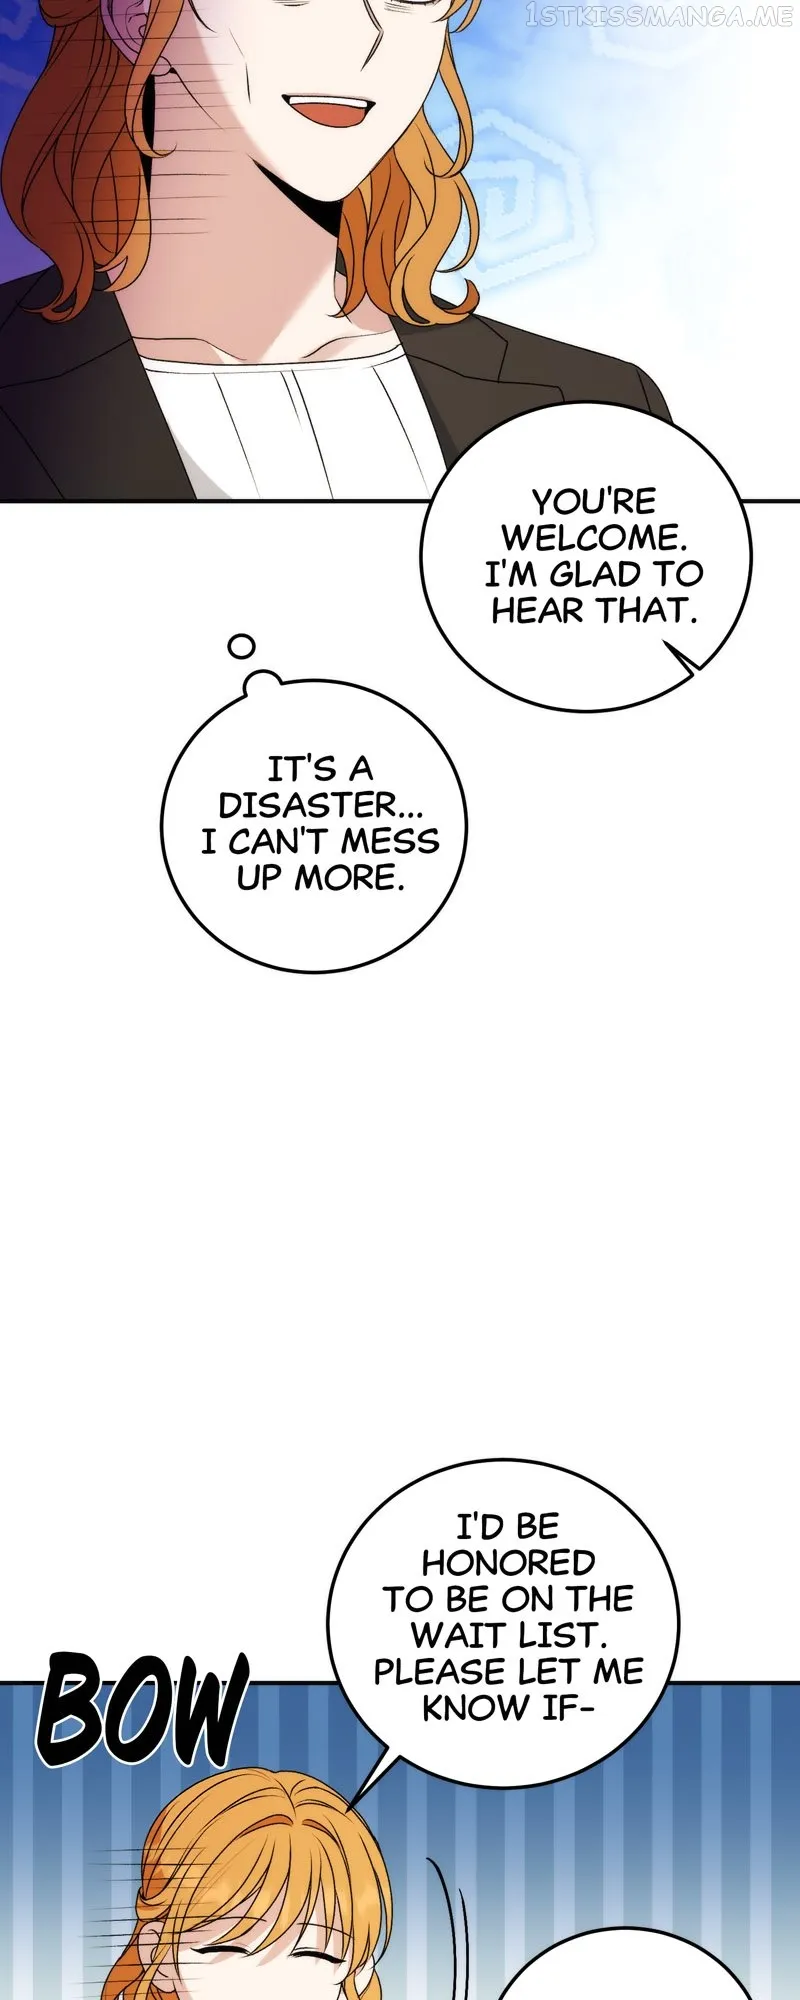 1STKISSMANGA.ME
YOU'RE
WELCOME.
I'M GLAD TO
HEAR THAT.
IT'S A
DISASTER...
I CAN'T MESS
UP MORE.
I'D BE
HONORED
TO BE ON THE
WAIT LIST.
PLEASE LET ME
KNOW IF-
BOW